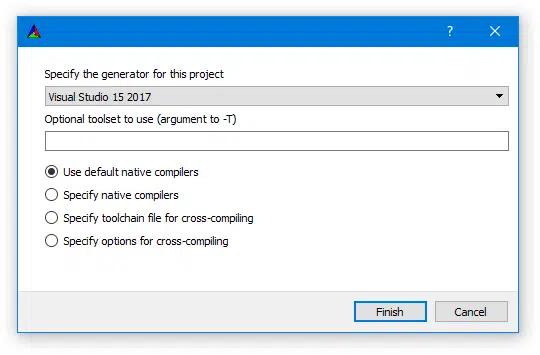 ?
Specify the generator for this project
Visual Studio 15 2017
Optional toolset to use (argument to -T)
Use default native compilers
Specify native compilers
Specify toolchain file for cross-compiling
Specify options for cross-compiling
Finish Cancel